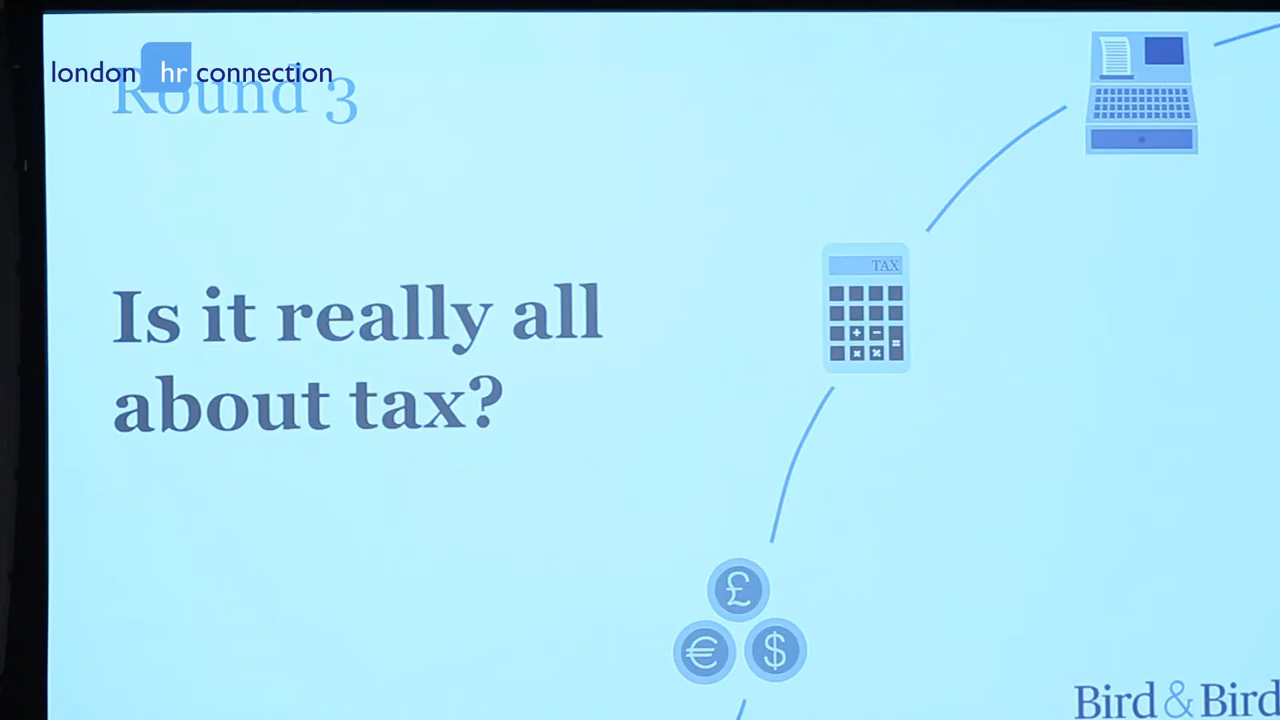 london hr connection
Round 3
Is it really all
about tax?
TAX
+ -
× % =
£
€ $
Bird & Bird